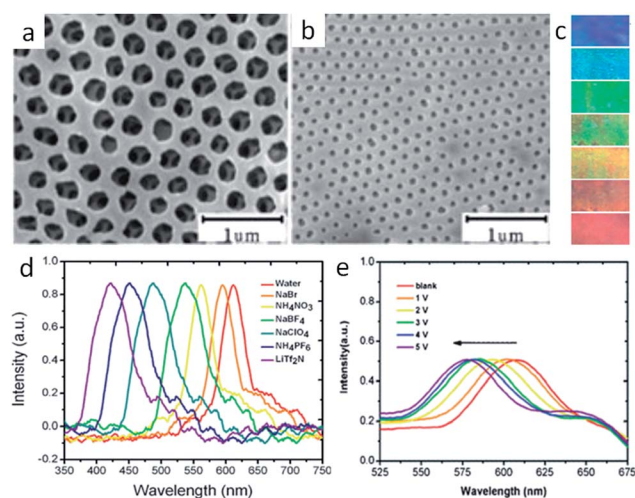 a
b
c
1um
1um
d
Intensity (a.u.)
1.0
0.8
0.6
0.4
0.2
0.0
-0.2
350 400 450 500 550 600 650 700 750
Wavelength (nm)
Water
NaBr
NH₄NO₃
NaBF₄
NaClO₄
NH₄PF₆
LiTf₂N
e
Intensity(a.u.)
0.8
0.6
0.4
0.2
0.0
525 550 575 600 625 650 675
Wavelength (nm)
blank
1 V
2 V
3 V
4 V
5 V